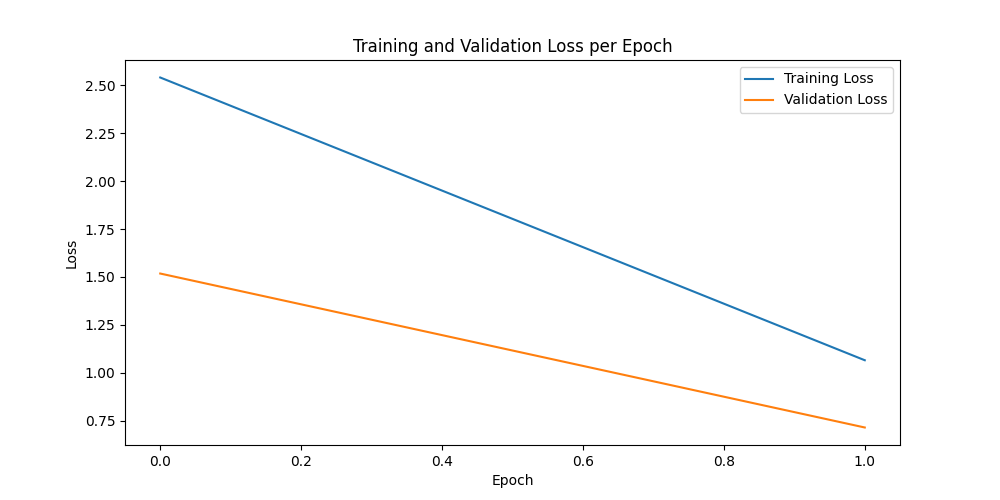 Training and Validation Loss per Epoch
Training Loss
Validation Loss
Loss
2.50
2.25
2.00
1.75
1.50
1.25
1.00
0.75
0.0 0.2 0.4 0.6 0.8 1.0
Epoch